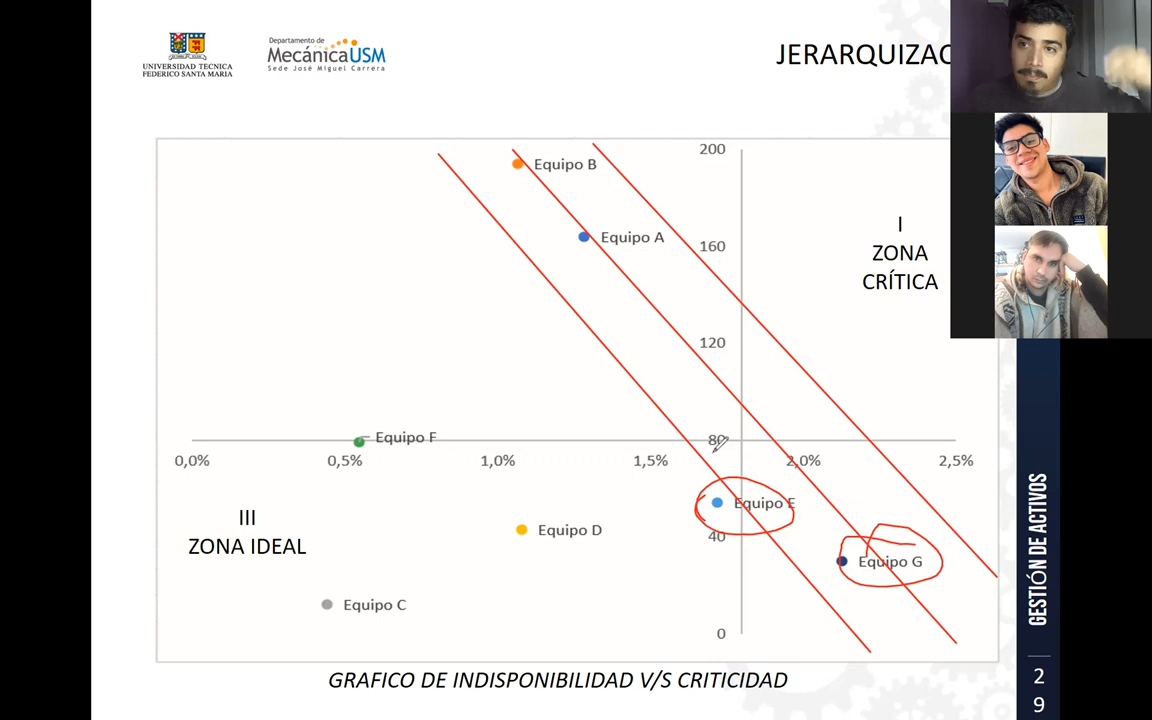 UNIVERSIDAD TECNICA
FEDERICO SANTA MARIA
Departamento de
MecánicaUSM
Sede José Miguel Carrera
JERARQUIZAC
200
Equipo B
Equipo A
160
I
ZONA
CRÍTICA
120
Equipo F
80
0,0%
0,5%
1,0%
1,5%
2,0%
2,5%
Equipo E
III
ZONA IDEAL
Equipo D
40
Equipo G
Equipo C
0
GRAFICO DE INDISPONIBILIDAD V/S CRITICIDAD
GESTIÓN DE ACTIVOS
2
9